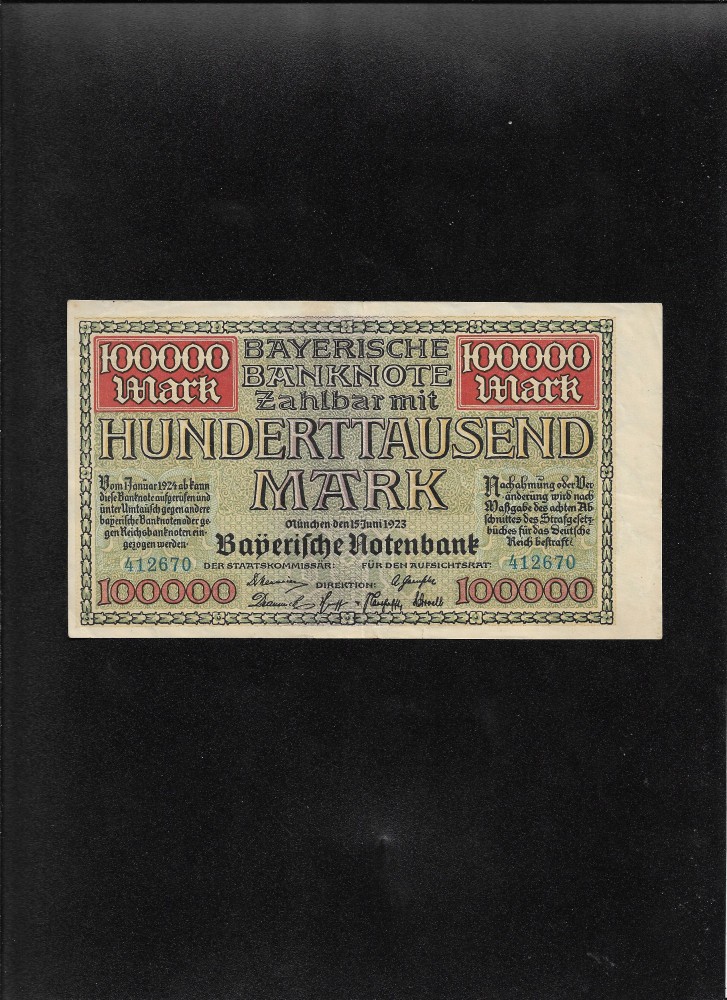 100000
Mark
BAYERISCHE
BANKNOTE
Zahlbar mit
100000
Mark
HUNDERTTAUSEND
MARK
Vom 1 Januar 1924 ab kann
diese Banknote aufgerufen und
unter Umtausch gegen andere
bayerische Banknoten oder ge
gen Reichsbanknoten ein-
gezogen werden·
München den 15 Juni 1923
Bayerische Notenbank
Nachahmung oder Ver
änderung wird nach
Maßgabe des achten Ab
schnittes des Strafgesetz-
buches für das Deutsche
Reich bestraft·
412670
DER STAATSKOMMISSÄR:
FÜR DEN AUFSICHTSRAT:
412670
DIREKTION:
100000
100000